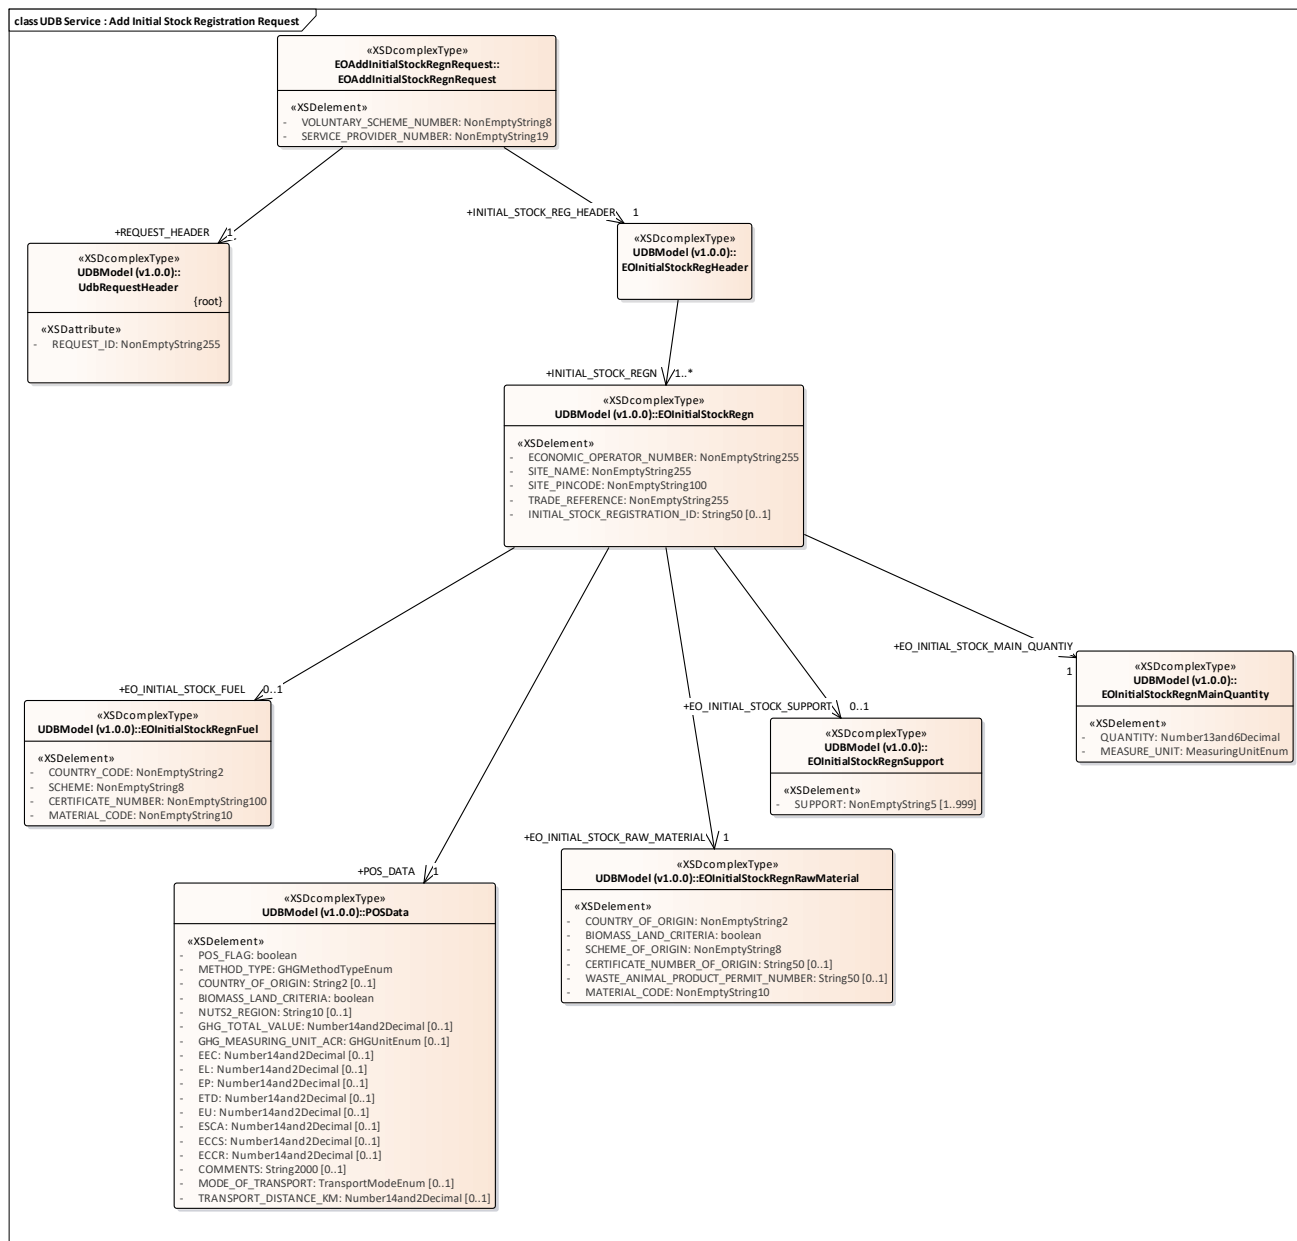 class UDB Service : Add Initial Stock Registration Request
«XSDcomplexType»
EOAddInitialStockRegnRequest::
EOAddInitialStockRegnRequest
«XSDelement»
- VOLUNTARY_SCHEME_NUMBER: NonEmptyString8
- SERVICE_PROVIDER_NUMBER: NonEmptyString19
+REQUEST_HEADER 1
+INITIAL_STOCK_REG_HEADER 1
«XSDcomplexType»
UDBModel (v1.0.0)::
UdbRequestHeader
{root}
«XSDattribute»
- REQUEST_ID: NonEmptyString255
«XSDcomplexType»
UDBModel (v1.0.0)::
EOInitialStockRegHeader
+INITIAL_STOCK_REGN 1..*
«XSDcomplexType»
UDBModel (v1.0.0)::EOInitialStockRegn
«XSDelement»
- ECONOMIC_OPERATOR_NUMBER: NonEmptyString255
- SITE_NAME: NonEmptyString255
- SITE_PINCODE: NonEmptyString100
- TRADE_REFERENCE: NonEmptyString255
- INITIAL_STOCK_REGISTRATION_ID: String50 [0..1]
+EO_INITIAL_STOCK_FUEL 0..1
«XSDcomplexType»
UDBModel (v1.0.0)::EOInitialStockRegnFuel
«XSDelement»
- COUNTRY_CODE: NonEmptyString2
- SCHEME: NonEmptyString8
- CERTIFICATE_NUMBER: NonEmptyString100
- MATERIAL_CODE: NonEmptyString10
+POS_DATA 1
«XSDcomplexType»
UDBModel (v1.0.0)::POSData
«XSDelement»
- POS_FLAG: boolean
- METHOD_TYPE: GHGMethodTypeEnum
- COUNTRY_OF_ORIGIN: String2 [0..1]
- BIOMASS_LAND_CRITERIA: boolean
- NUTS2_REGION: String10 [0..1]
- GHG_TOTAL_VALUE: Number14and2Decimal [0..1]
- GHG_MEASURING_UNIT_ACR: GHGUnitEnum [0..1]
- EEC: Number14and2Decimal [0..1]
- EL: Number14and2Decimal [0..1]
- EP: Number14and2Decimal [0..1]
- ETD: Number14and2Decimal [0..1]
- EU: Number14and2Decimal [0..1]
- ESCA: Number14and2Decimal [0..1]
- ECCS: Number14and2Decimal [0..1]
- ECCR: Number14and2Decimal [0..1]
- COMMENTS: String2000 [0..1]
- MODE_OF_TRANSPORT: TransportModeEnum [0..1]
- TRANSPORT_DISTANCE_KM: Number14and2Decimal [0..1]
+EO_INITIAL_STOCK_RAW_MATERIAL 1
«XSDcomplexType»
UDBModel (v1.0.0)::EOInitialStockRegnRawMaterial
«XSDelement»
- COUNTRY_OF_ORIGIN: NonEmptyString2
- BIOMASS_LAND_CRITERIA: boolean
- SCHEME_OF_ORIGIN: NonEmptyString8
- CERTIFICATE_NUMBER_OF_ORIGIN: String50 [0..1]
- WASTE_ANIMAL_PRODUCT_PERMIT_NUMBER: String50 [0..1]
- MATERIAL_CODE: NonEmptyString10
+EO_INITIAL_STOCK_SUPPORT 0..1
«XSDcomplexType»
UDBModel (v1.0.0)::
EOInitialStockRegnSupport
«XSDelement»
- SUPPORT: NonEmptyString5 [1..999]
+EO_INITIAL_STOCK_MAIN_QUANTIY
1
«XSDcomplexType»
UDBModel (v1.0.0)::
EOInitialStockRegnMainQuantity
«XSDelement»
- QUANTITY: Number13and6Decimal
- MEASURE_UNIT: MeasuringUnitEnum